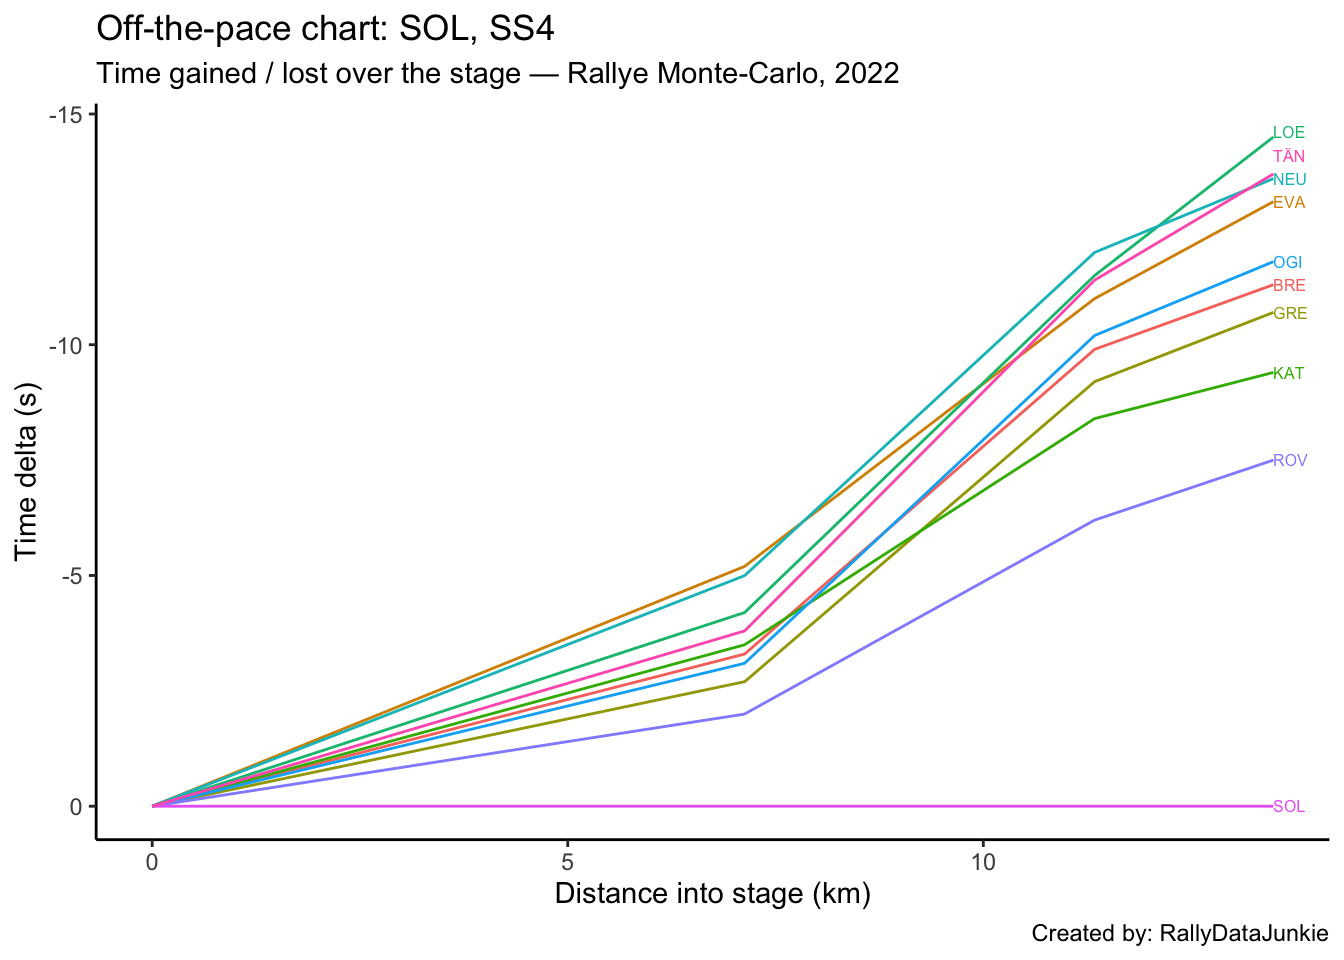 Off-the-pace chart: SOL, SS4
Time gained / lost over the stage — Rallye Monte-Carlo, 2022
-15
-10
-5
0
Time delta (s)
LOE
TÄN
NEU
EVA
OGI
BRE
GRE
KAT
ROV
SOL
0 5 10
Distance into stage (km)
Created by: RallyDataJunkie